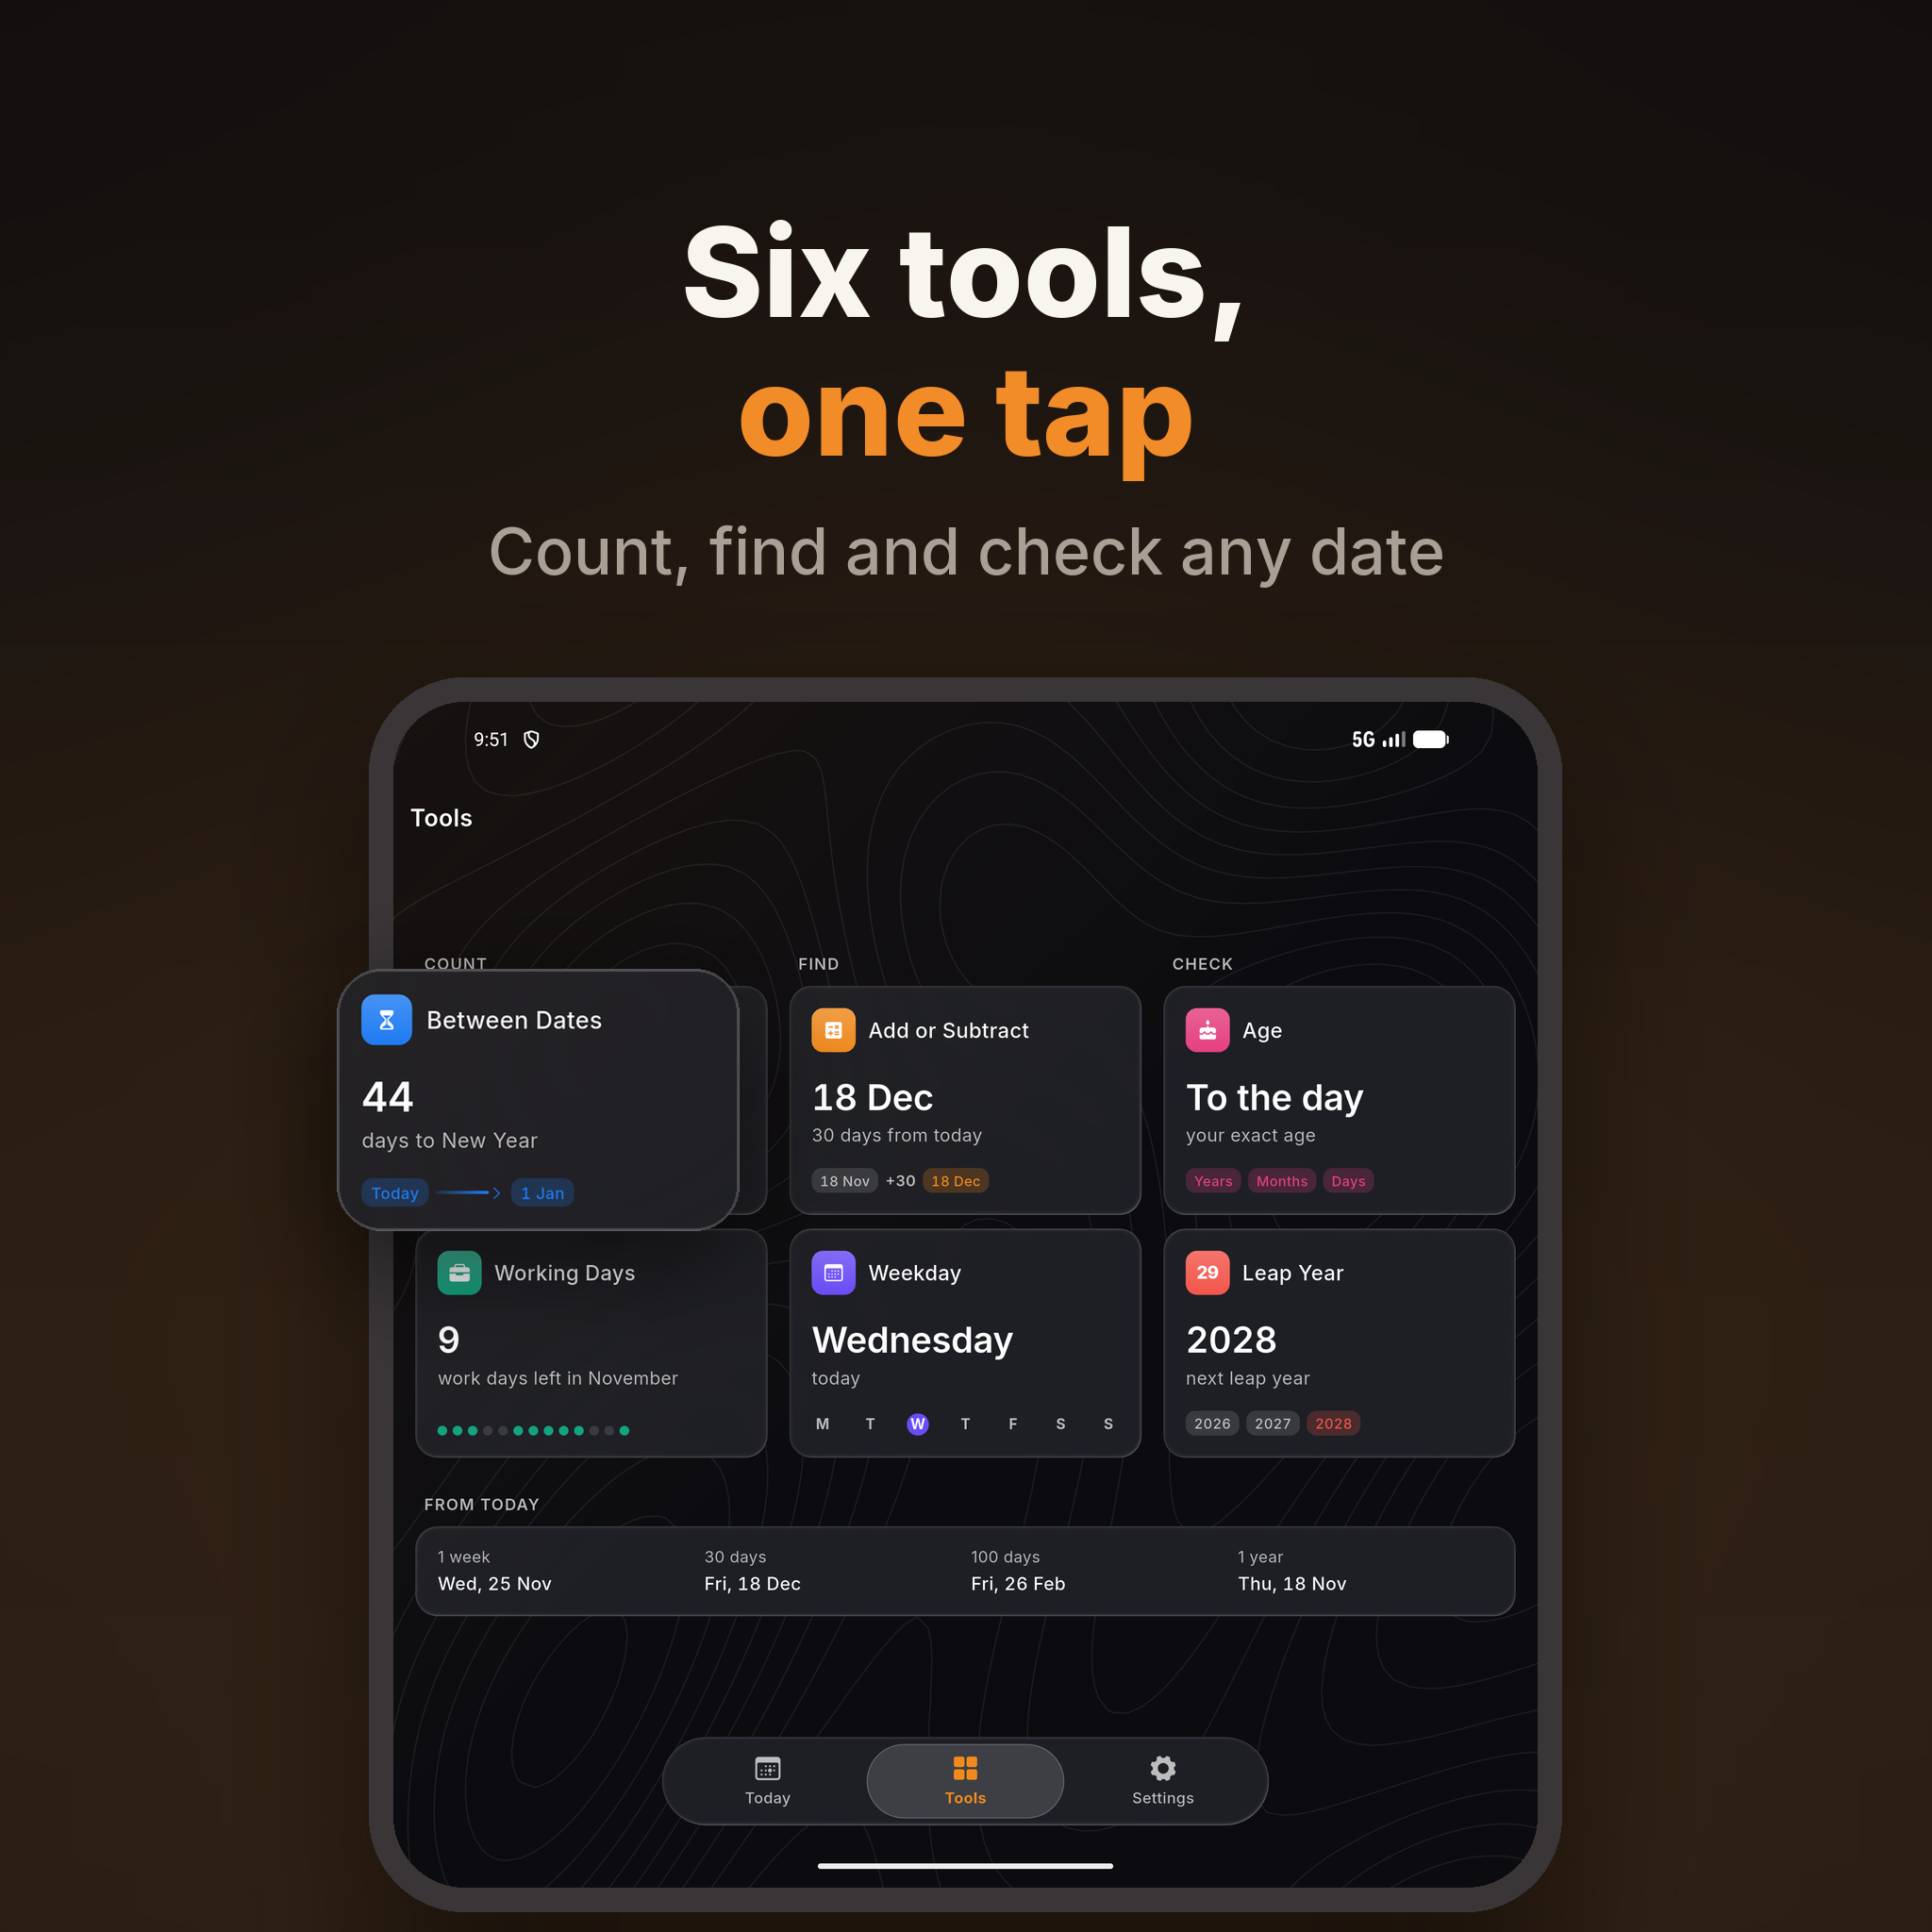 Six tools,
one tap
Count, find and check any date
9:51
5G
Tools
COUNT
Between Dates
44
days to New Year
Today
1 Jan
FIND
Add or Subtract
18 Dec
30 days from today
18 Nov +30 18 Dec
CHECK
Age
To the day
your exact age
Years Months Days
Working Days
9
work days left in November
Weekday
Wednesday
today
M T W T F S S
29
Leap Year
2028
next leap year
2026 2027 2028
FROM TODAY
1 week
Wed, 25 Nov
30 days
Fri, 18 Dec
100 days
Fri, 26 Feb
1 year
Thu, 18 Nov
Today
Tools
Settings